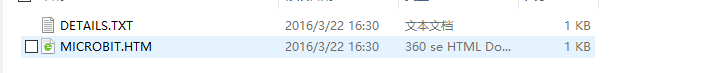 DETAILS.TXT 2016/3/22 16:30 文本文档 1 KB
MICROBIT.HTM 2016/3/22 16:30 360 se HTML Do... 1 KB